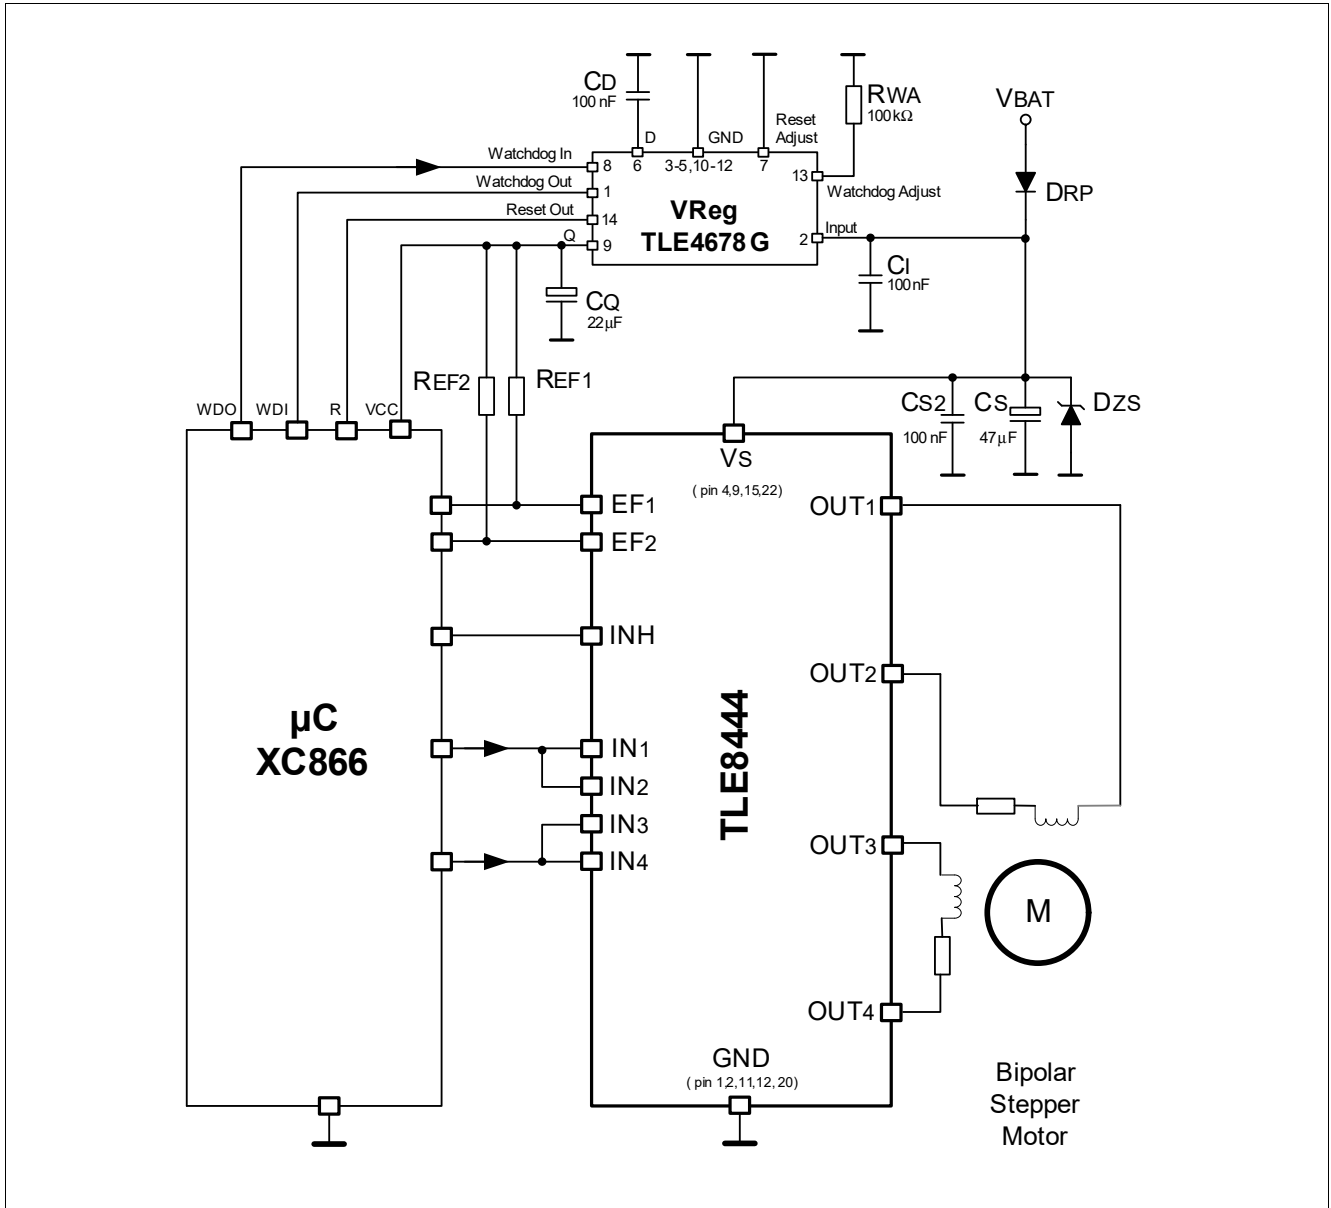 CD
100 nF
RWA
100kΩ
VBAT
Reset
Adjust
D
GND
Watchdog In
8
6
3-5,10-12
7
13
Watchdog Out
1
Watchdog Adjust
DRP
VReg
TLE4678 G
Reset Out
14
Q
9
2
Input
CI
100nF
CQ
22µF
REF2
REF1
WDO
WDI
R
VCC
CS2
100 nF
CS
47µF
DZS
VS
( pin 4,9,15,22)
EF1
OUT1
EF2
INH
OUT2
µC
XC866
TLE8444
IN1
IN2
IN3
OUT3
IN4
M
OUT4
GND
( pin 1,2,11,12, 20)
Bipolar
Stepper
Motor